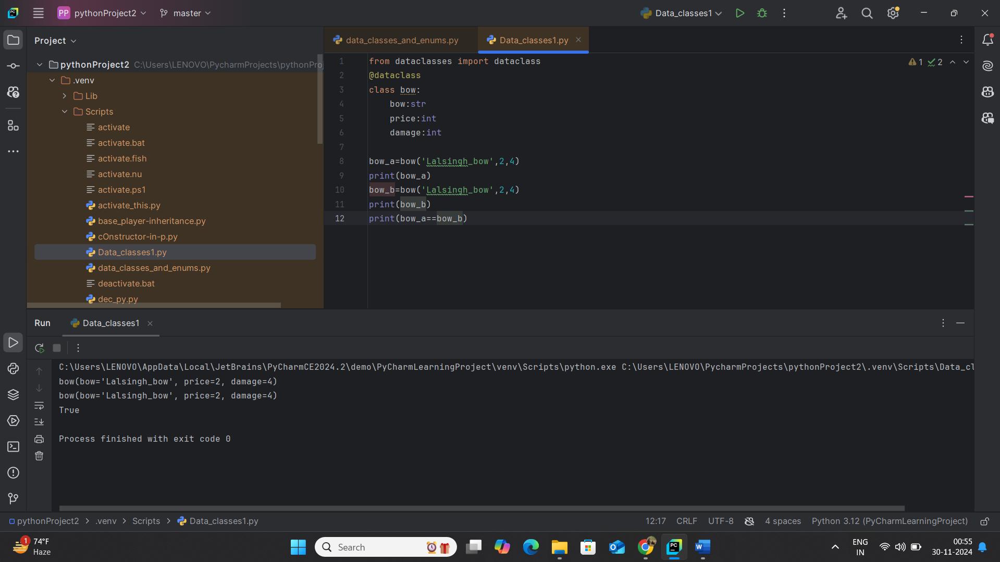 PP pythonProject2 master Data_classes1
Project
data_classes_and_enums.py Data_classes1.py
pythonProject2 C:\Users\LENOVO\PycharmProjects\pythonProj
.venv
Lib
Scripts
activate
activate.bat
activate.fish
activate.nu
activate.ps1
activate_this.py
base_player-inheritance.py
cOnstructor-in-p.py
Data_classes1.py
data_classes_and_enums.py
deactivate.bat
dec_py.py
1 from dataclasses import dataclass
2 @dataclass
3 class bow:
4 bow:str
5 price:int
6 damage:int
7
8 bow_a=bow('Lalsingh_bow',2,4)
9 print(bow_a)
10 bow_b=bow('Lalsingh_bow',2,4)
11 print(bow_b)
12 print(bow_a==bow_b)
1 2
Run Data_classes1
C:\Users\LENOVO\AppData\Local\JetBrains\PyCharmCE2024.2\demo\PyCharmLearningProject\venv\Scripts\python.exe C:\Users\LENOVO\PycharmProjects\pythonProject2\.venv\Scripts\Data_cl
bow(bow='Lalsingh_bow', price=2, damage=4)
bow(bow='Lalsingh_bow', price=2, damage=4)
True
Process finished with exit code 0
pythonProject2 > .venv > Scripts > Data_classes1.py 12:17 CRLF UTF-8 4 spaces Python 3.12 (PyCharmLearningProject)
1
74°F
Haze
Search
ENG
IN
00:55
30-11-2024